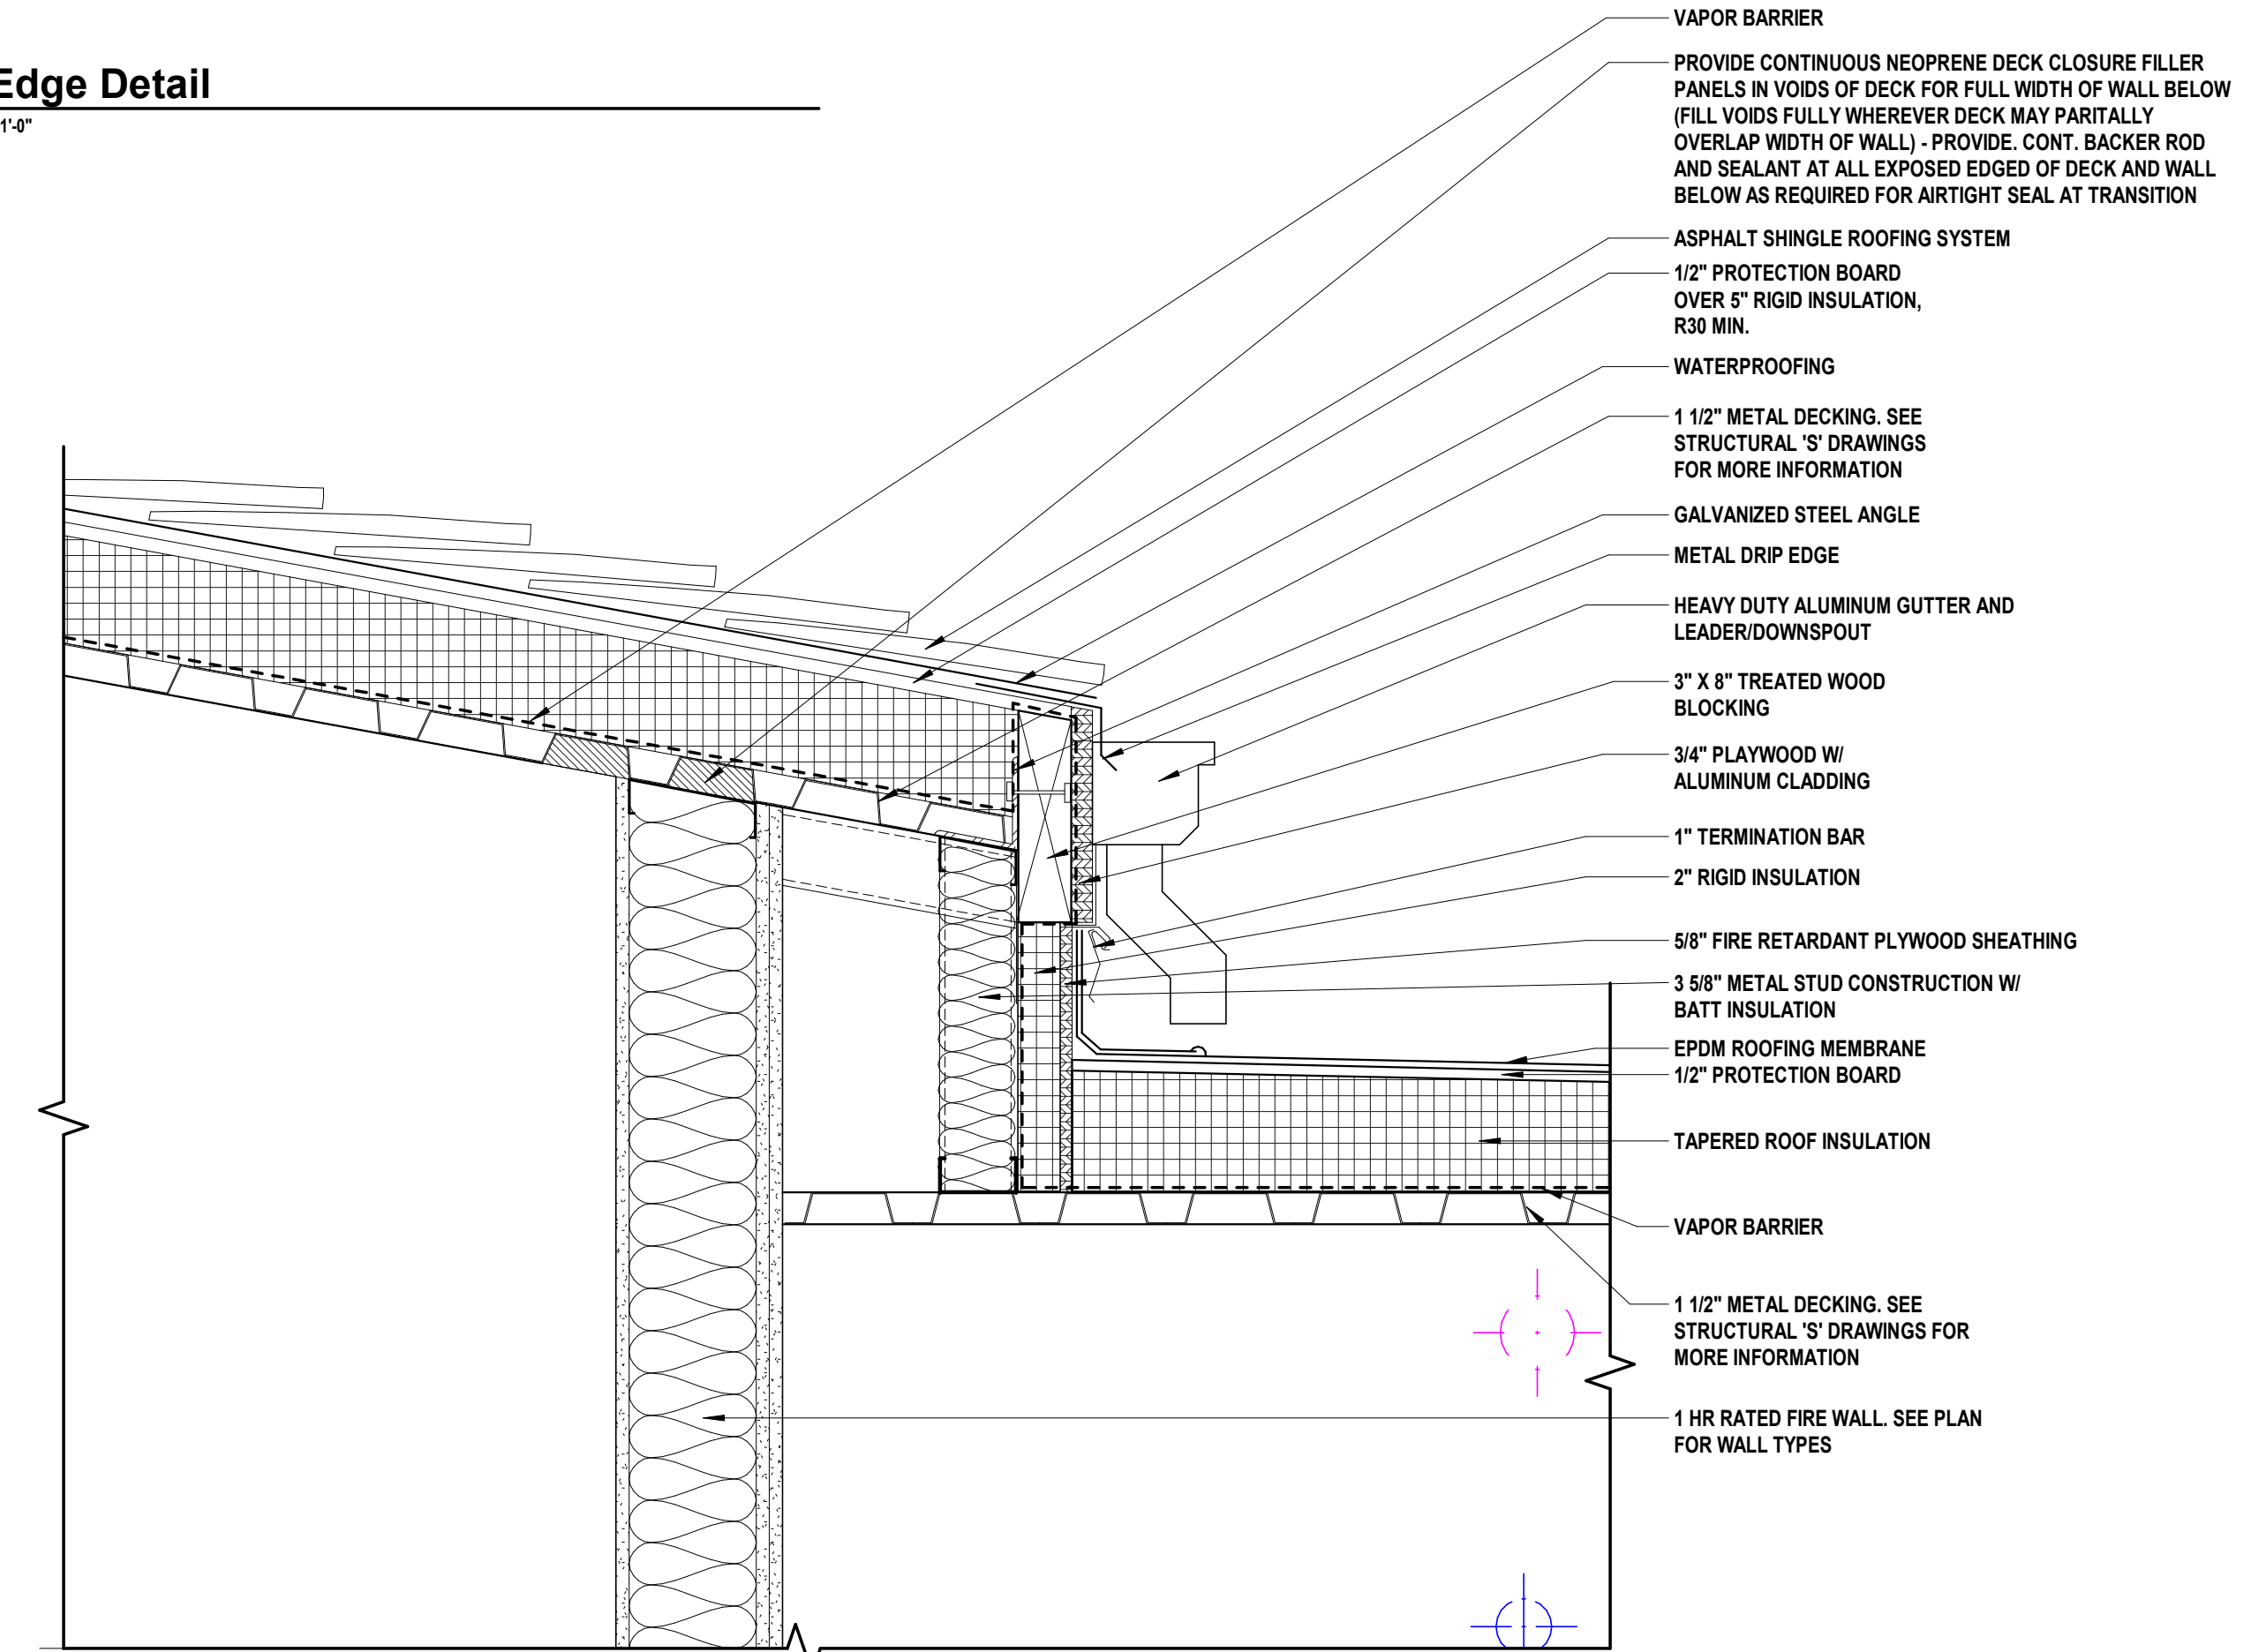 Edge Detail
1'-0"
VAPOR BARRIER
PROVIDE CONTINUOUS NEOPRENE DECK CLOSURE FILLER
PANELS IN VOIDS OF DECK FOR FULL WIDTH OF WALL BELOW
(FILL VOIDS FULLY WHEREVER DECK MAY PARITALLY
OVERLAP WIDTH OF WALL) - PROVIDE. CONT. BACKER ROD
AND SEALANT AT ALL EXPOSED EDGED OF DECK AND WALL
BELOW AS REQUIRED FOR AIRTIGHT SEAL AT TRANSITION
ASPHALT SHINGLE ROOFING SYSTEM
1/2" PROTECTION BOARD
OVER 5" RIGID INSULATION,
R30 MIN.
WATERPROOFING
1 1/2" METAL DECKING. SEE
STRUCTURAL 'S' DRAWINGS
FOR MORE INFORMATION
GALVANIZED STEEL ANGLE
METAL DRIP EDGE
HEAVY DUTY ALUMINUM GUTTER AND
LEADER/DOWNSPOUT
3" X 8" TREATED WOOD
BLOCKING
3/4" PLAYWOOD W/
ALUMINUM CLADDING
1" TERMINATION BAR
2" RIGID INSULATION
5/8" FIRE RETARDANT PLYWOOD SHEATHING
3 5/8" METAL STUD CONSTRUCTION W/
BATT INSULATION
EPDM ROOFING MEMBRANE
1/2" PROTECTION BOARD
TAPERED ROOF INSULATION
VAPOR BARRIER
1 1/2" METAL DECKING. SEE
STRUCTURAL 'S' DRAWINGS FOR
MORE INFORMATION
1 HR RATED FIRE WALL. SEE PLAN
FOR WALL TYPES